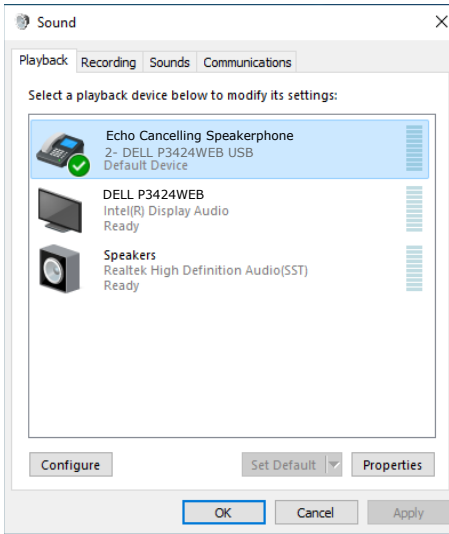 Sound
Playback Recording Sounds Communications
Select a playback device below to modify its settings:
Echo Cancelling Speakerphone
2- DELL P3424WEB USB
Default Device
DELL P3424WEB
Intel(R) Display Audio
Ready
Speakers
Realtek High Definition Audio(SST)
Ready
Configure Set Default Properties
OK Cancel Apply